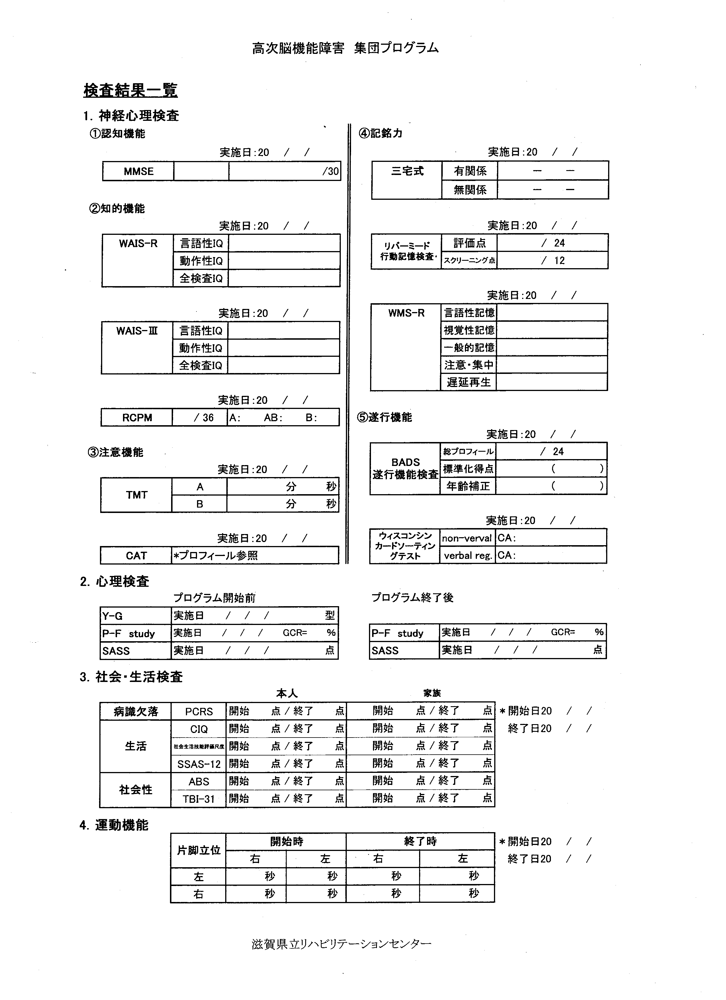 高次脳機能障害 集団プログラム
検査結果一覧
1. 神経心理検査
①認知機能
実施日:20 / /
MMSE /30
②知的機能
実施日:20 / /
WAIS-R 言語性IQ
動作性IQ
全検査IQ
実施日:20 / /
WAIS-Ⅲ 言語性IQ
動作性IQ
全検査IQ
実施日:20 / /
RCPM / 36 A: AB: B:
③注意機能
実施日:20 / /
TMT
A 分 秒
B 分 秒
実施日:20 / /
CAT *プロフィール参照
④記銘力
実施日:20 / /
三宅式 有関係 － －
無関係 － －
実施日:20 / /
リバーミード
行動記憶検査・
評価点 / 24
スクリーニング点 / 12
実施日:20 / /
WMS-R 言語性記憶
視覚性記憶
一般的記憶
注意・集中
遅延再生
⑤遂行機能
実施日:20 / /
BADS
遂行機能検査
総プロフィール / 24
標準化得点 ( )
年齢補正 ( )
実施日:20 / /
ウィスコンシン
カードソーティン
グテスト
non-verval CA:
verbal reg. CA:
2. 心理検査
プログラム開始前
Y-G 実施日 / / / 型
P-F study 実施日 / / / GCR= %
SASS 実施日 / / / 点
プログラム終了後
P-F study 実施日 / / / GCR= %
SASS 実施日 / / / 点
3. 社会・生活検査
本人 家族
病識欠落 PCRS 開始 点 / 終了 点 開始 点 / 終了 点 *開始日20 / /
CIQ 開始 点 / 終了 点 開始 点 / 終了 点 終了日20 / /
生活 社会生活技能評価尺度 開始 点 / 終了 点 開始 点 / 終了 点
SSAS-12 開始 点 / 終了 点 開始 点 / 終了 点
社会性
ABS 開始 点 / 終了 点 開始 点 / 終了 点
TBI-31 開始 点 / 終了 点 開始 点 / 終了 点
4. 運動機能
片脚立位
開始時 終了時 *開始日20 / /
右 左 右 左 終了日20 / /
左 秒 秒 秒 秒
右 秒 秒 秒 秒
滋賀県立リハビリテーションセンター